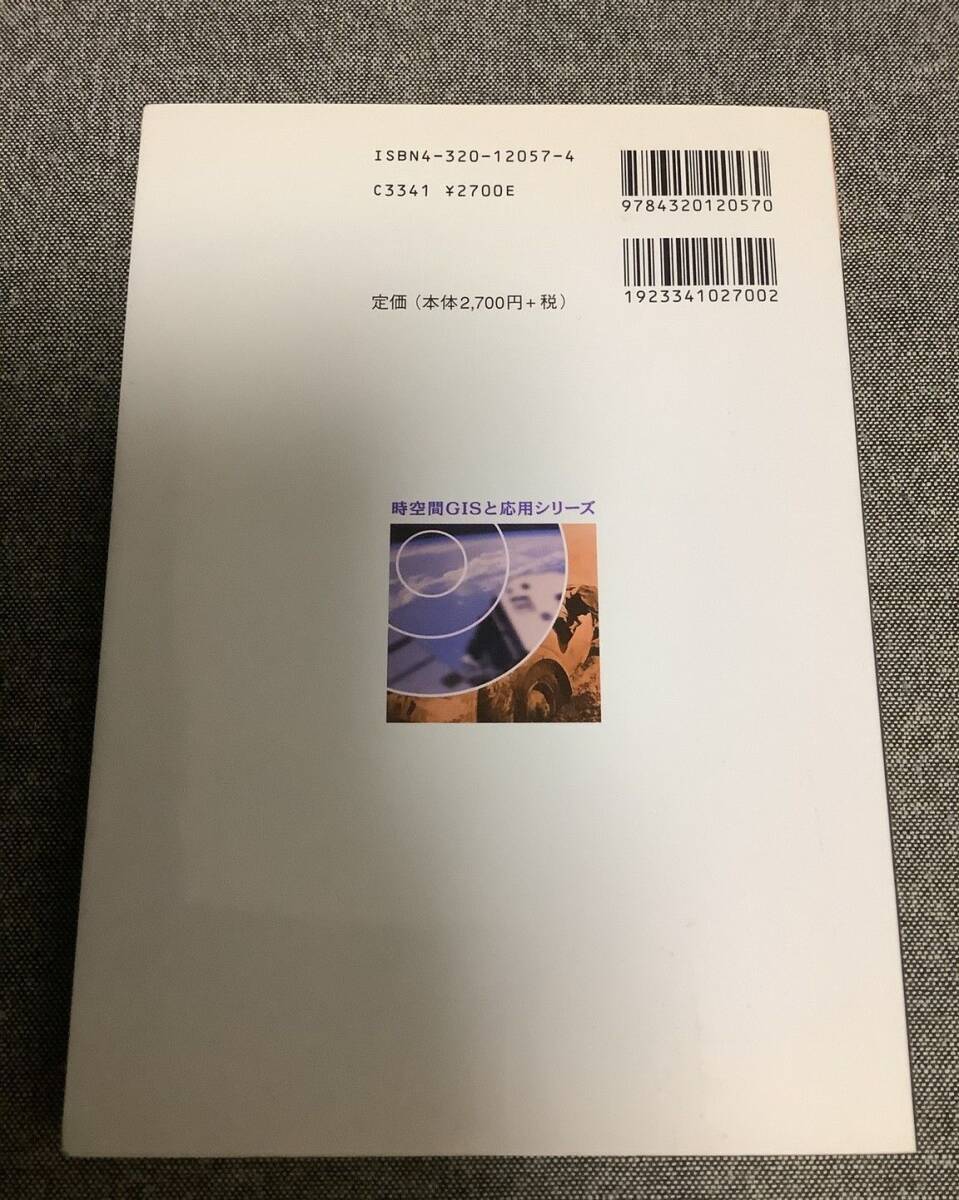 ISBN4-320-12057-4
C3341 ¥2700E
9784320120570
1923341027002
定価（本体2,700円+税）
時空間GISと応用シリーズ